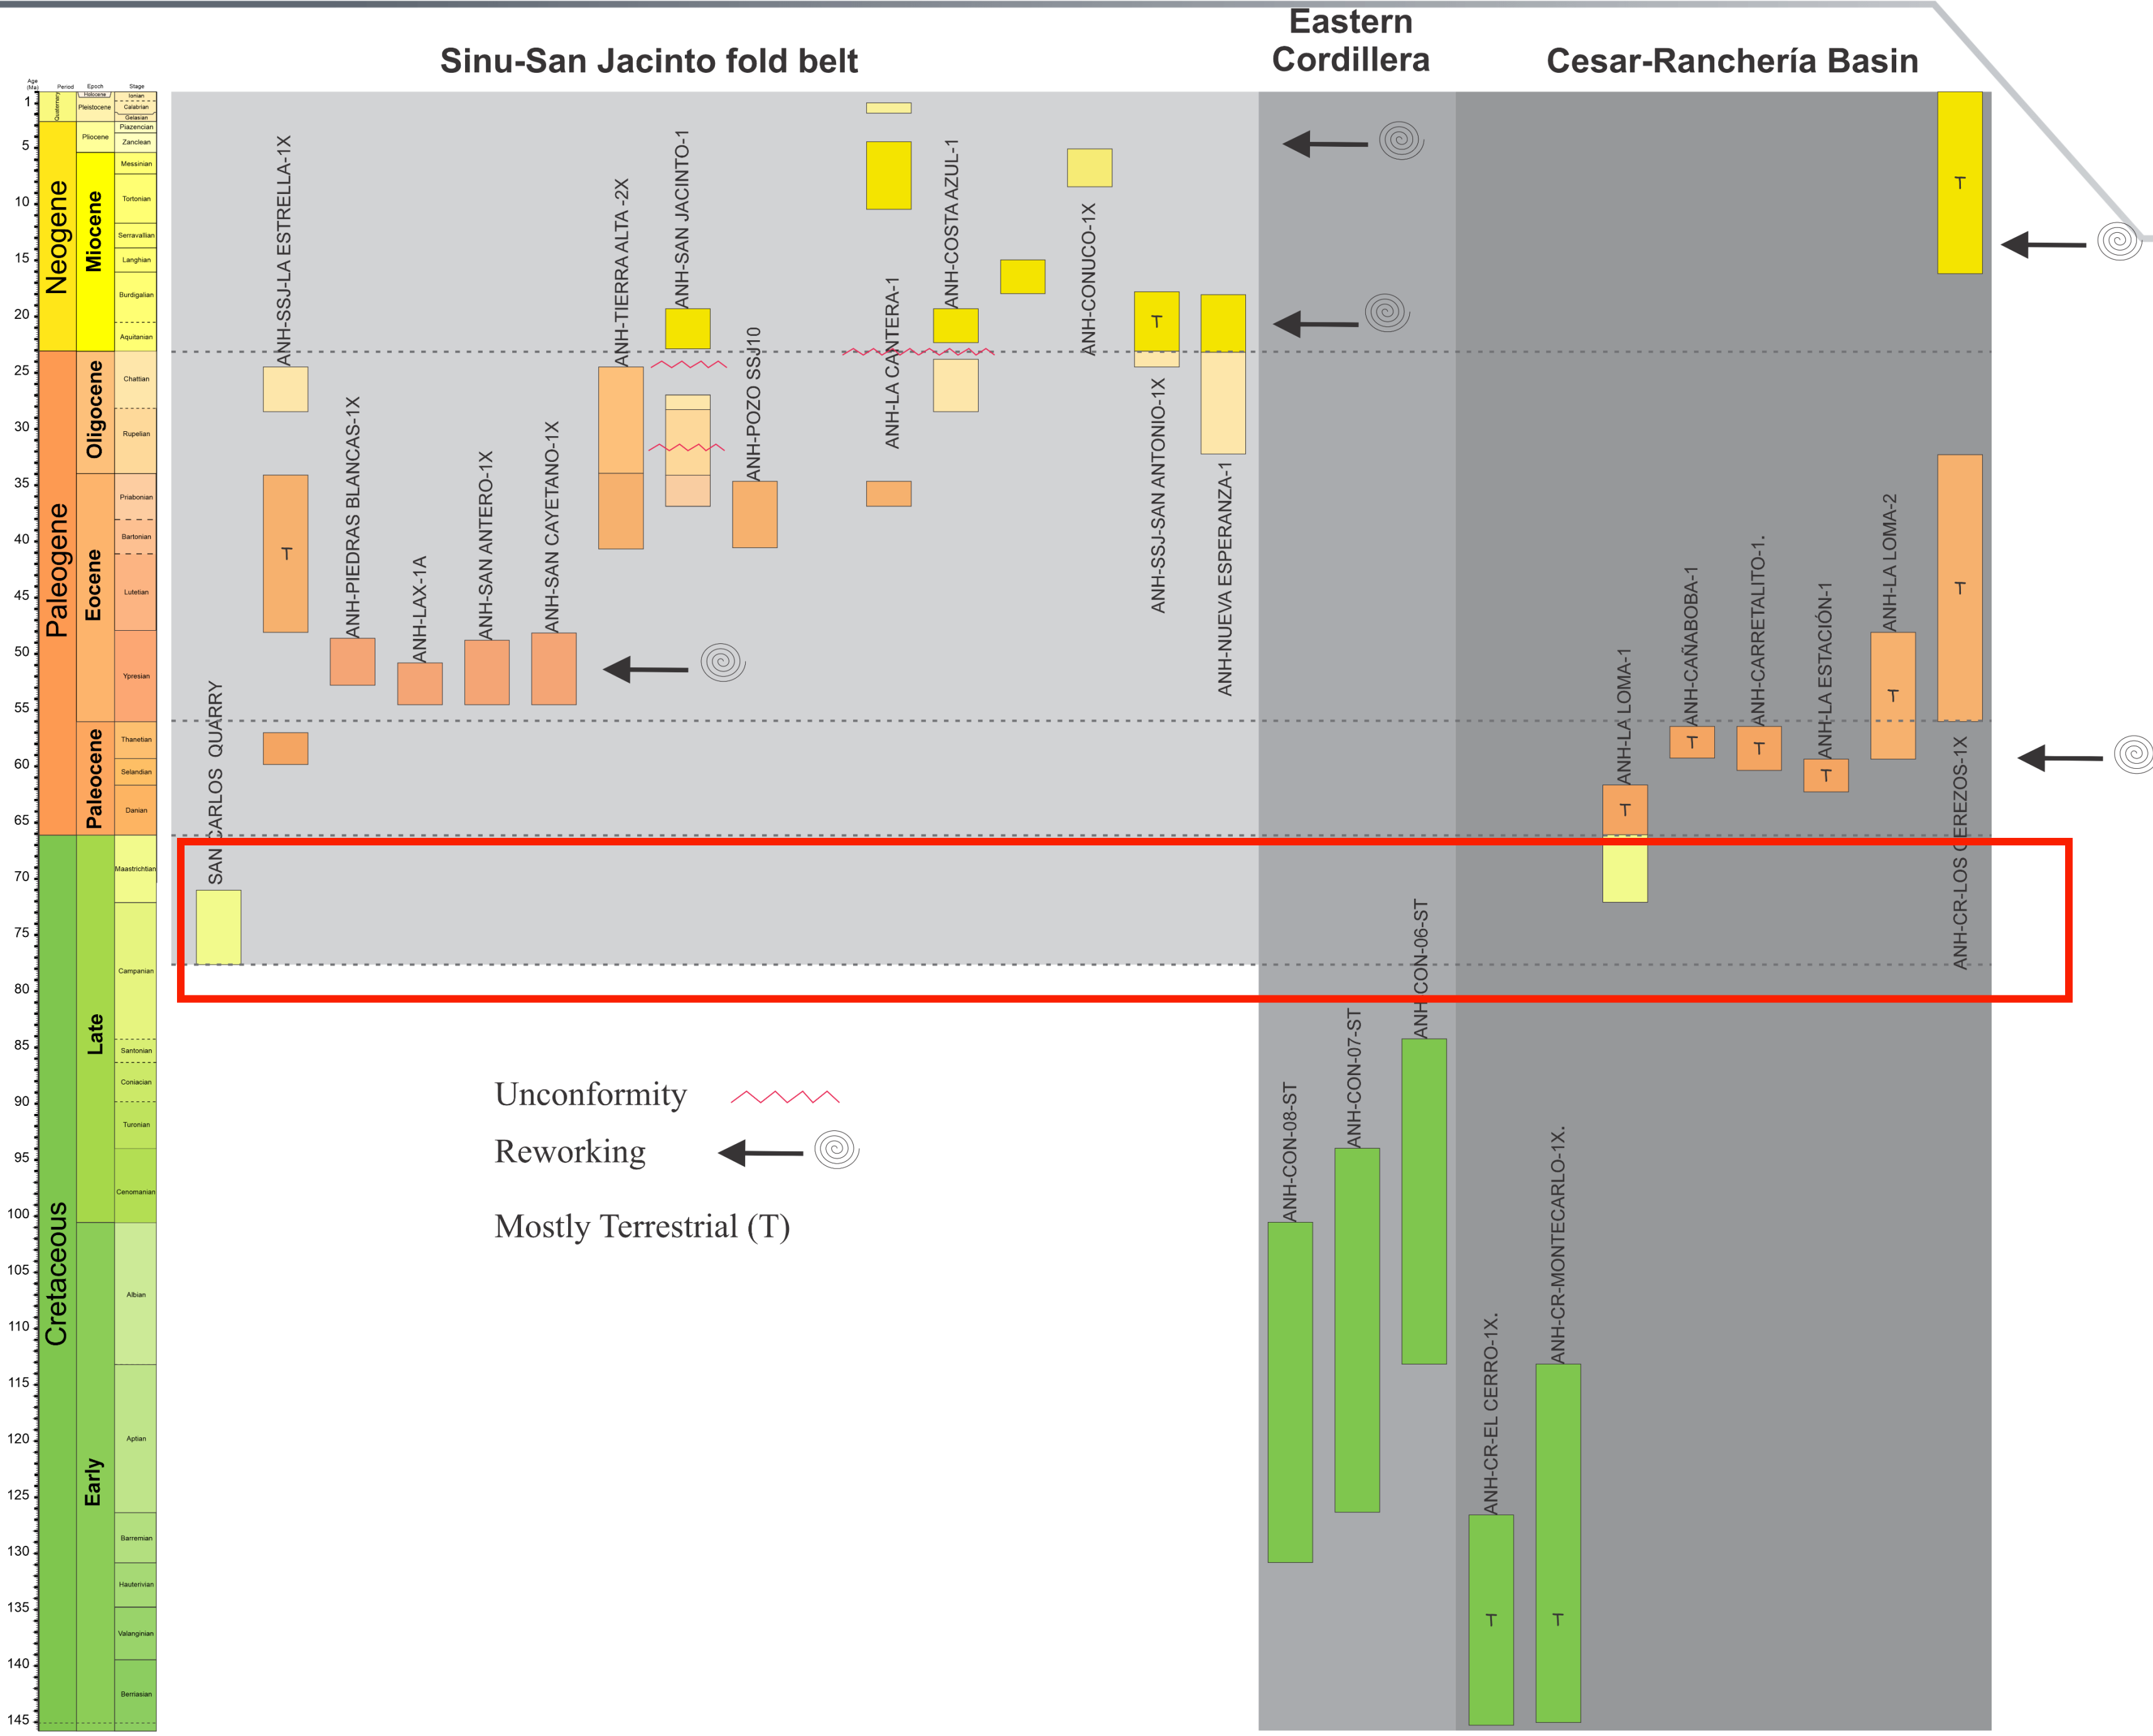 Sinu-San Jacinto fold belt
Eastern
Cordillera
Cesar-Ranchería Basin
Age
(Ma)
Period
Epoch
Stage
Quaternary
Neogene
Paleogene
Cretaceous
Holocene
Pleistocene
Pliocene
Miocene
Oligocene
Eocene
Paleocene
Late
Early
Ionian
Calabrian
Gelasian
Piazencian
Zanclean
Messinian
Tortonian
Serravallian
Langhian
Burdigalian
Aquitanian
Chattian
Rupelian
Priabonian
Bartonian
Lutetian
Ypresian
Thanetian
Selandian
Danian
Maastrichtian
Campanian
Santonian
Coniacian
Turonian
Cenomanian
Albian
Aptian
Barremian
Hauterivian
Valanginian
Berriasian
1
5
10
15
20
25
30
35
40
45
50
55
60
65
70
75
80
85
90
95
100
105
110
115
120
125
130
135
140
145
SAN CARLOS QUARRY
ANH-SSJ-LA ESTRELLA-1X
T
ANH-PIEDRAS BLANCAS-1X
ANH-LAX-1A
ANH-SAN ANTERO-1X
ANH-SAN CAYETANO-1X
ANH-TIERRA ALTA -2X
ANH-SAN JACINTO-1
ANH-POZO SSJ10
ANH-LA CANTERA-1
ANH-COSTA AZUL-1
ANH-CONUCO-1X
T
ANH-SSJ-SAN ANTONIO-1X
ANH-NUEVA ESPERANZA-1
ANH-CON-08-ST
ANH-CON-07-ST
ANH-CON-06-ST
ANH-CR-EL CERRO-1X.
T
ANH-CR-MONTECARLO-1X.
T
ANH-LA LOMA-1
T
ANH-CAÑABOBA-1
T
ANH-CARRETALITO-1.
T
ANH-LA ESTACIÓN-1
T
ANH-LA LOMA-2
T
T
T
ANH-CR-LOS CEREZOS-1X
Unconformity
Reworking
Mostly Terrestrial (T)